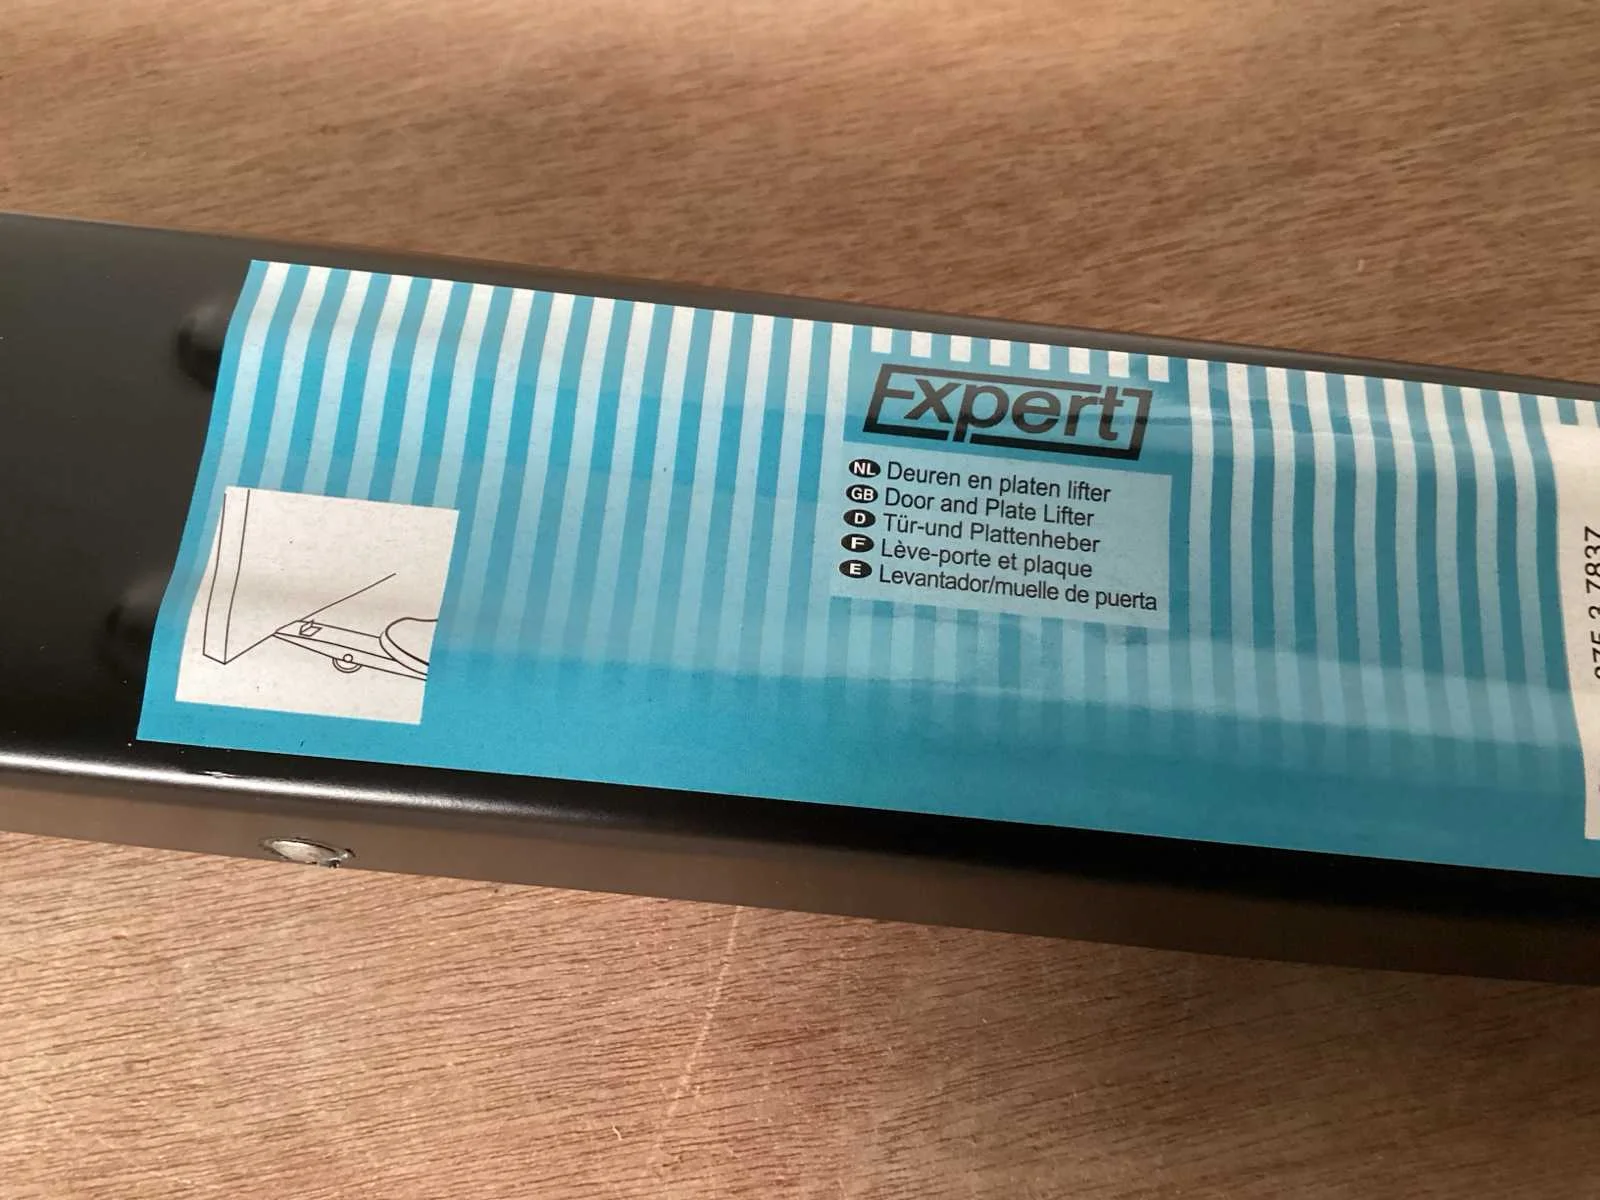 Expert
NL Deuren en platen lifter
GB Door and Plate Lifter
D Tür-und Plattenheber
F Lève-porte et plaque
E Levantador/muelle de puerta
7837